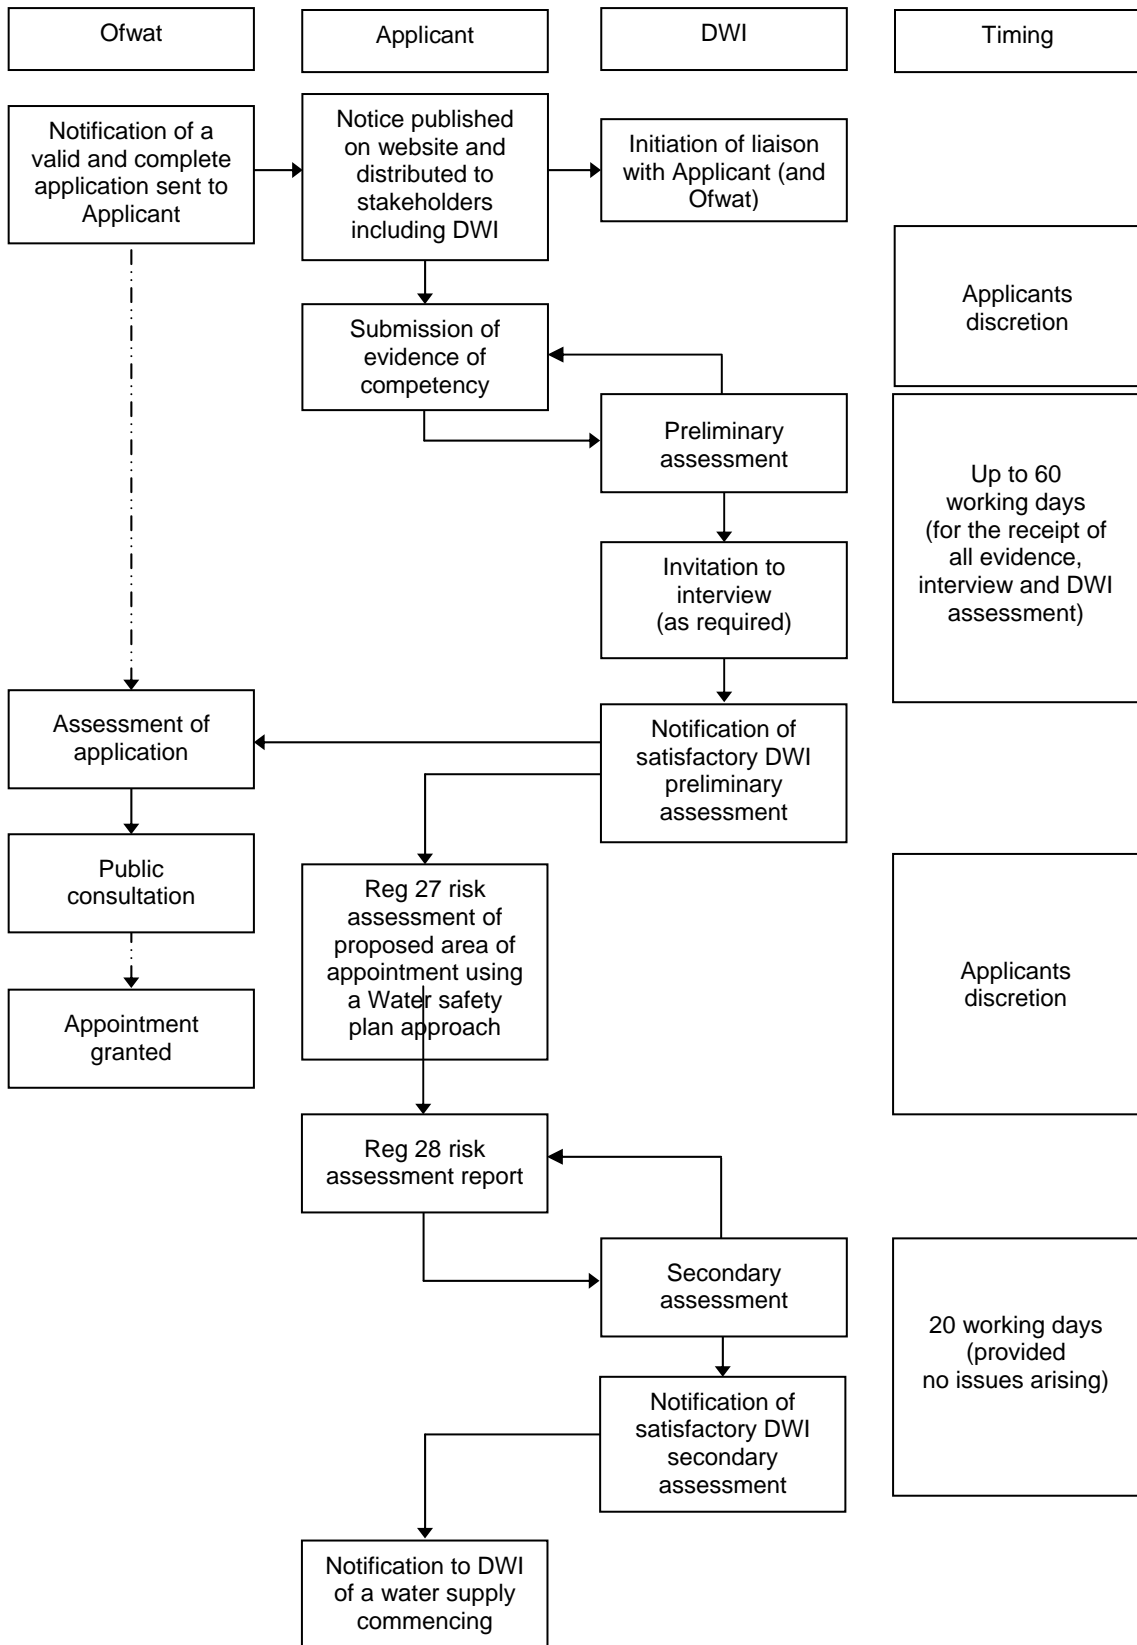 Ofwat
Applicant
DWI
Timing
Notification of a
valid and complete
application sent to
Applicant
Notice published
on website and
distributed to
stakeholders
including DWI
Initiation of liaison
with Applicant (and
Ofwat)
Applicants
discretion
Submission of
evidence of
competency
Preliminary
assessment
Up to 60
working days
(for the receipt of
all evidence,
interview and DWI
assessment)
Invitation to
interview
(as required)
Assessment of
application
Notification of
satisfactory DWI
preliminary
assessment
Public
consultation
Reg 27 risk
assessment of
proposed area of
appointment using
a Water safety
plan approach
Applicants
discretion
Appointment
granted
Reg 28 risk
assessment report
Secondary
assessment
20 working days
(provided
no issues arising)
Notification of
satisfactory DWI
secondary
assessment
Notification to DWI
of a water supply
commencing